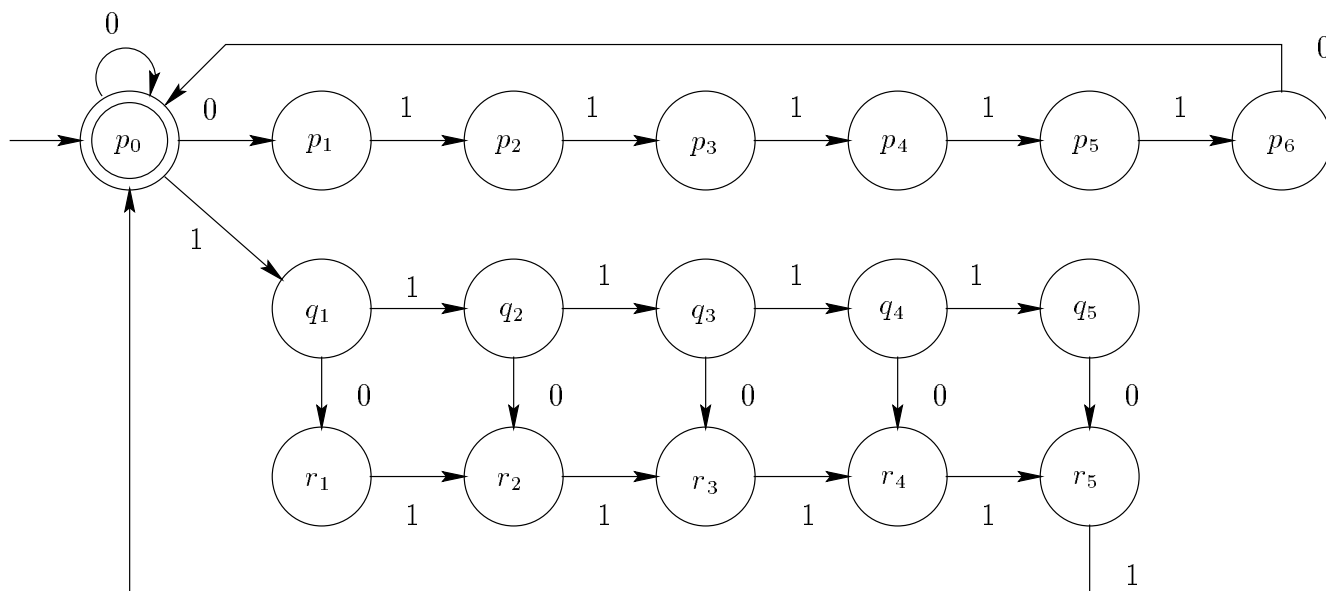 0
0
p₀ 0 p₁ 1 p₂ 1 p₃ 1 p₄ 1 p₅ 1 p₆
1
q₁ 1 q₂ 1 q₃ 1 q₄ 1 q₅
0 0 0 0 0
r₁ r₂ r₃ r₄ r₅
1 1 1 1
1